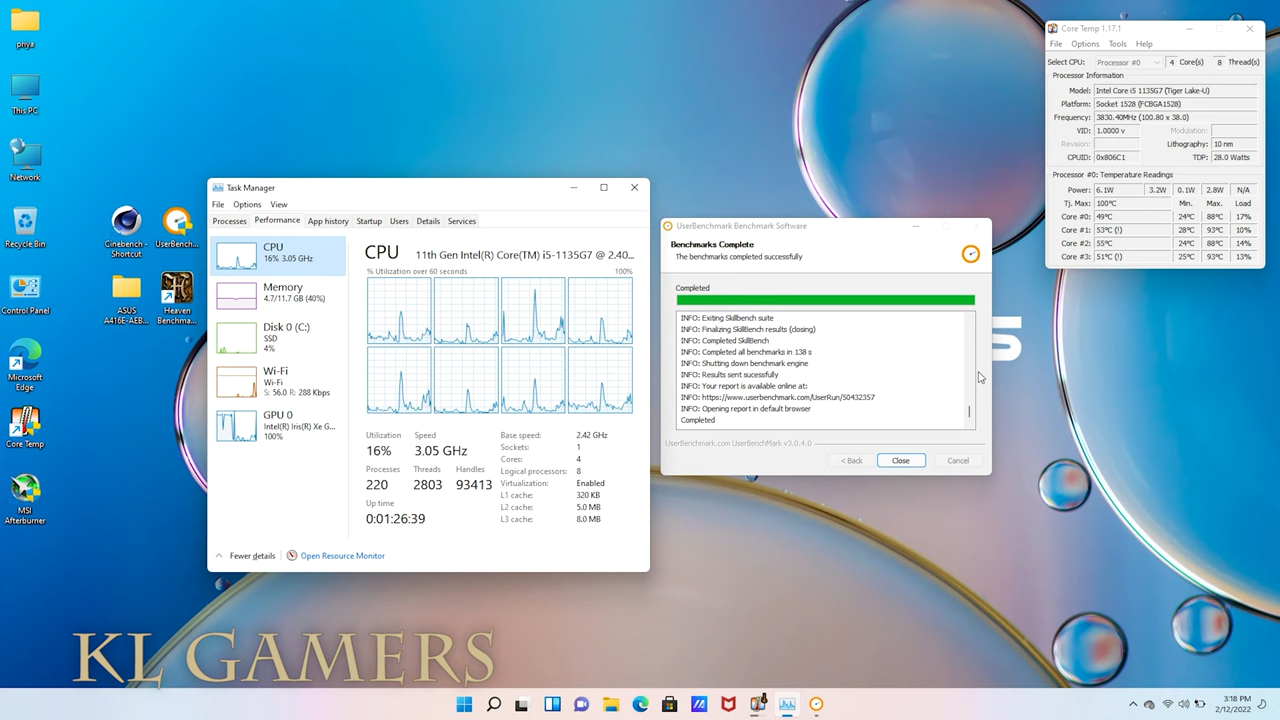 priya
This PC
Network
Recycle Bin
Control Panel
Microsoft
Edge
Core Temp
MSI
Afterburner
Cinebench -
Shortcut
UserBenc...
ASUS
A416E-AEB...
Heaven
Benchma...
Task Manager
File Options View
Processes Performance App history Startup Users Details Services
CPU
16% 3.05 GHz
Memory
4.7/11.7 GB (40%)
Disk 0 (C:)
SSD
4%
Wi-Fi
Wi-Fi
S: 56.0 R: 288 Kbps
GPU 0
Intel(R) Iris(R) Xe G...
100%
CPU 11th Gen Intel(R) Core(TM) i5-1135G7 @ 2.40...
% Utilization over 60 seconds 100%
Utilization Speed
16% 3.05 GHz
Processes Threads Handles
220 2803 93413
Up time
0:01:26:39
Base speed: 2.42 GHz
Sockets: 1
Cores: 4
Logical processors: 8
Virtualization: Enabled
L1 cache: 320 KB
L2 cache: 5.0 MB
L3 cache: 8.0 MB
Fewer details Open Resource Monitor
UserBenchmark Benchmark Software
Benchmarks Complete
The benchmarks completed successfully
Completed
INFO: Exiting Skillbench suite
INFO: Finalizing SkillBench results (closing)
INFO: Completed SkillBench
INFO: Completed all benchmarks in 138 s
INFO: Shutting down benchmark engine
INFO: Results sent sucessfully
INFO: Your report is available online at:
INFO: https://www.userbenchmark.com/UserRun/50432357
INFO: Opening report in default browser
Completed
UserBenchmark.com UserBenchMark v3.0.4.0
< Back Close Cancel
Core Temp 1.17.1
File Options Tools Help
Select CPU: Processor #0 4 Core(s) 8 Thread(s)
Processor Information
Model: Intel Core i5 1135G7 (Tiger Lake-U)
Platform: Socket 1528 (FCBGA1528)
Frequency: 3830.40MHz (100.80 x 38.0)
VID: 1.0000 v Modulation:
Revision: Lithography: 10 nm
CPUID: 0x806C1 TDP: 28.0 Watts
Processor #0: Temperature Readings
Power: 6.1W 3.2W 0.1W 2.8W N/A
Tj. Max: 100°C Min. Max. Load
Core #0: 49°C 24°C 88°C 17%
Core #1: 53°C (!) 28°C 93°C 10%
Core #2: 55°C 24°C 88°C 14%
Core #3: 51°C (!) 25°C 93°C 13%
S
KL GAMERS
3:18 PM
2/12/2022